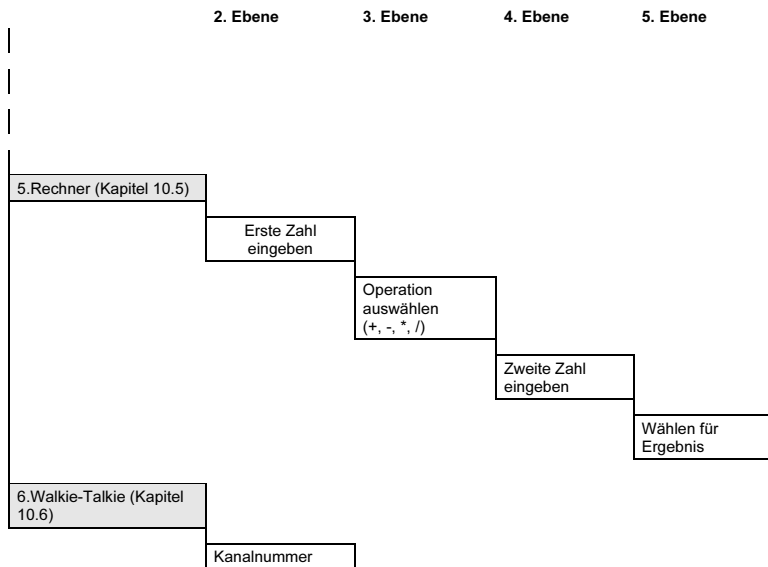 2. Ebene 3. Ebene 4. Ebene 5. Ebene
5.Rechner (Kapitel 10.5)
Erste Zahl
eingeben
Operation
auswählen
(+, -, *, /)
Zweite Zahl
eingeben
Wählen für
Ergebnis
6.Walkie-Talkie (Kapitel
10.6)
Kanalnummer